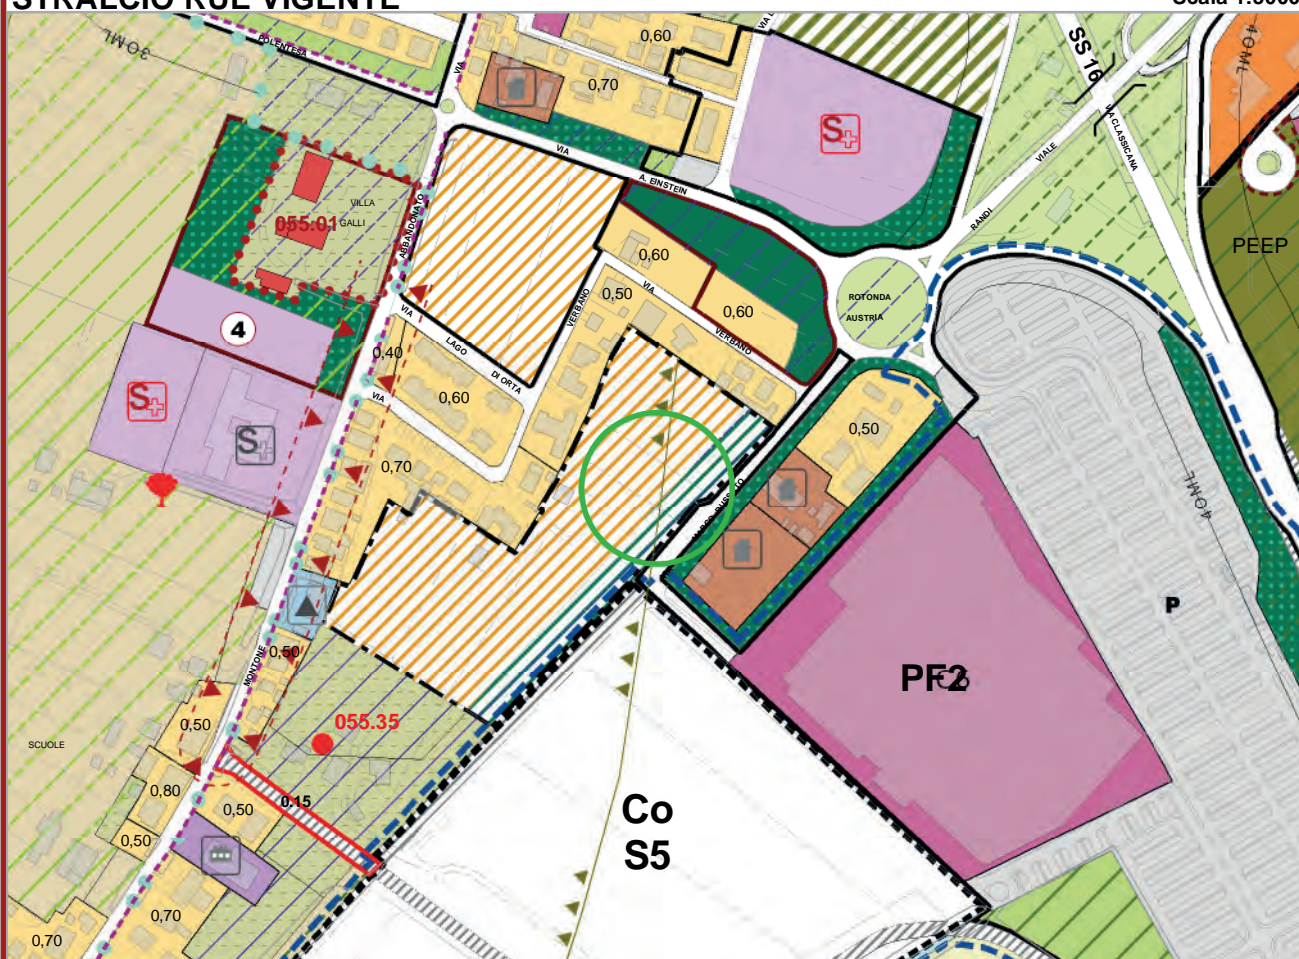 STRALCIO RUE VIGENTE
Scala 1:5000
30ML
POLENTESA
VIA
0,60
0,70
S
SS 16
VIA CLASSICANA
VIALE
RANDI
40ML
PEEP
VIA
A. EINSTEIN
VILLA
GALLI
055.01
ABBANDONATO
4
0,60
0,50
VIA
VERBANO
VERBANO
0,60
ROTONDA
AUSTRIA
VIA
LAGO
DI ORTA
0,40
0,60
VIA
0,70
S
S
0,50
40ML
P
PF2
MONTONE
0,50
0,50
055.35
SCUOLE
0,80
0,50
0.15
0,50
Co
S5
0,70
0,70